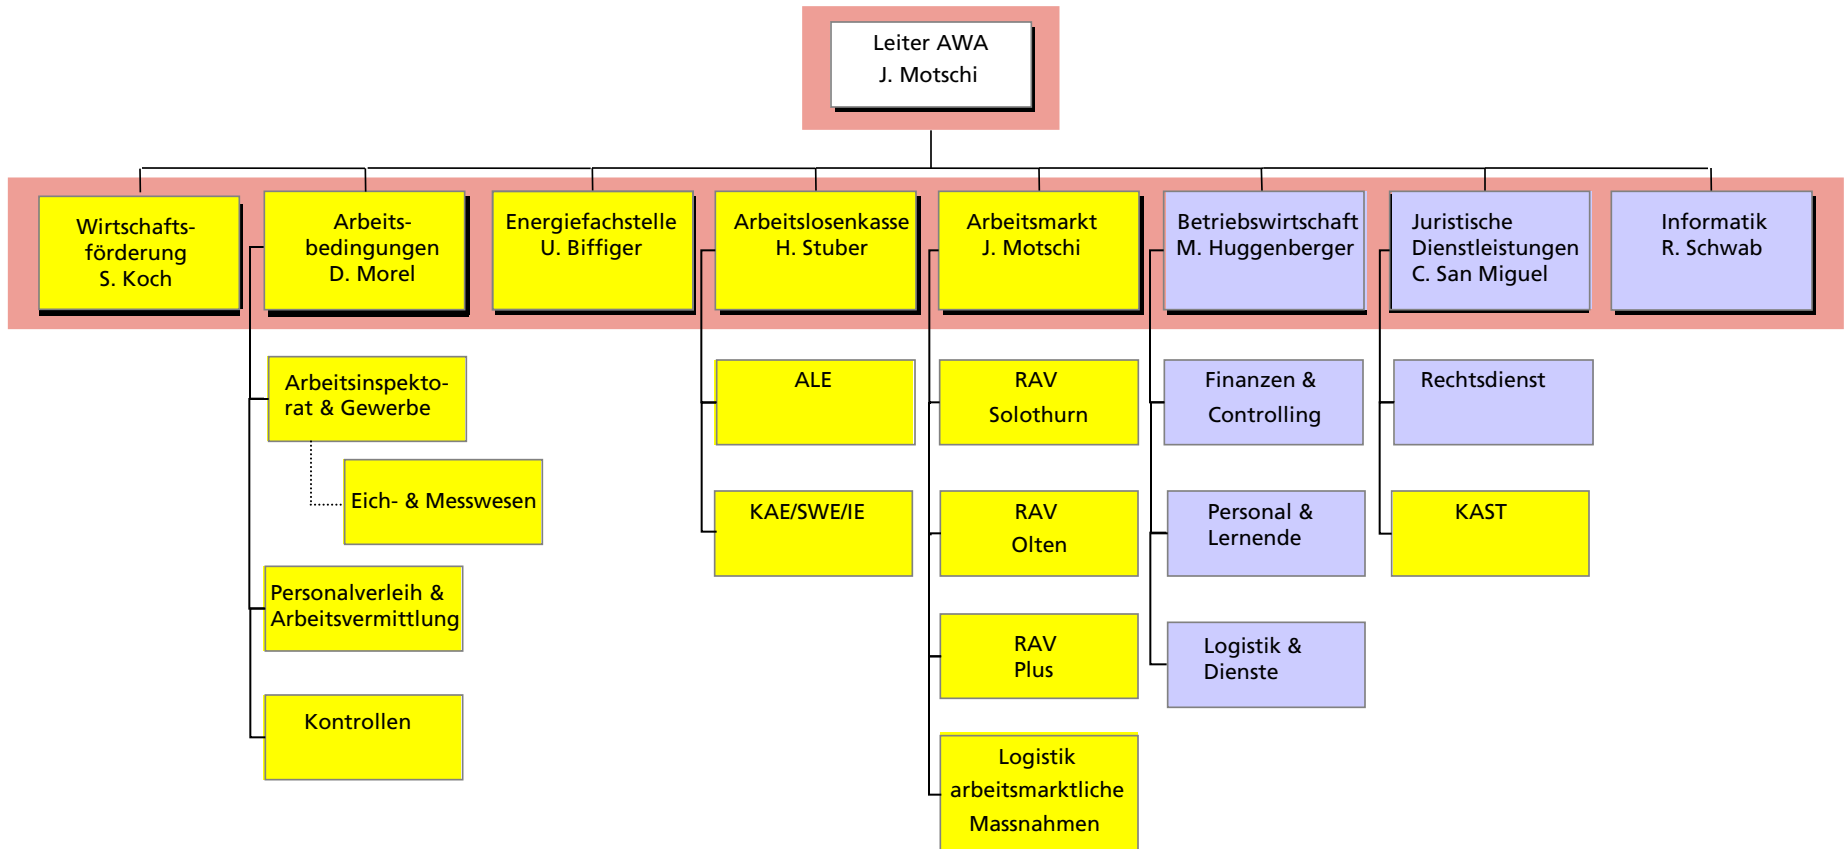 Leiter AWA
J. Motschi
Wirtschafts-
förderung
S. Koch
Arbeits-
bedingungen
D. Morel
Energiefachstelle
U. Biffiger
Arbeitslosenkasse
H. Stuber
Arbeitsmarkt
J. Motschi
Betriebswirtschaft
M. Huggenberger
Juristische
Dienstleistungen
C. San Miguel
Informatik
R. Schwab
Arbeitsinspekto-
rat & Gewerbe
Eich- & Messwesen
Personalverleih &
Arbeitsvermittlung
Kontrollen
ALE
KAE/SWE/IE
RAV
Solothurn
RAV
Olten
RAV
Plus
Logistik
arbeitsmarktliche
Massnahmen
Finanzen &
Controlling
Personal &
Lernende
Logistik &
Dienste
Rechtsdienst
KAST